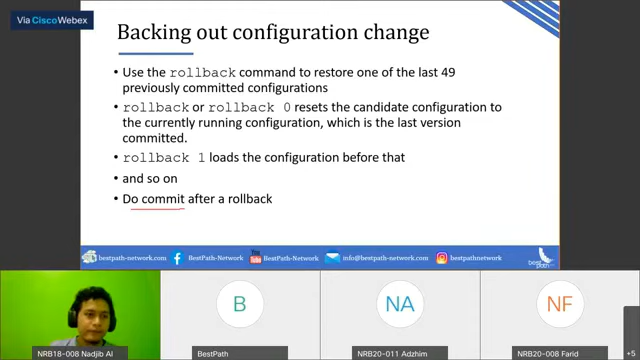 Via Cisco Webex
Backing out configuration change
• Use the rollback command to restore one of the last 49
previously committed configurations
• rollback or rollback 0 resets the candidate configuration to
the currently running configuration, which is the last version
committed.
• rollback 1 loads the configuration before that
• and so on
• Do commit after a rollback
bestpath-network.com
BestPath-Network
BestPath-Network
info@bestpath-network.com
bestpathnetwork
best
path
B
NA
NF
NRB18-008 Nadjib Al
BestPath
NRB20-011 Adzhim
NRB20-008 Farid
+5